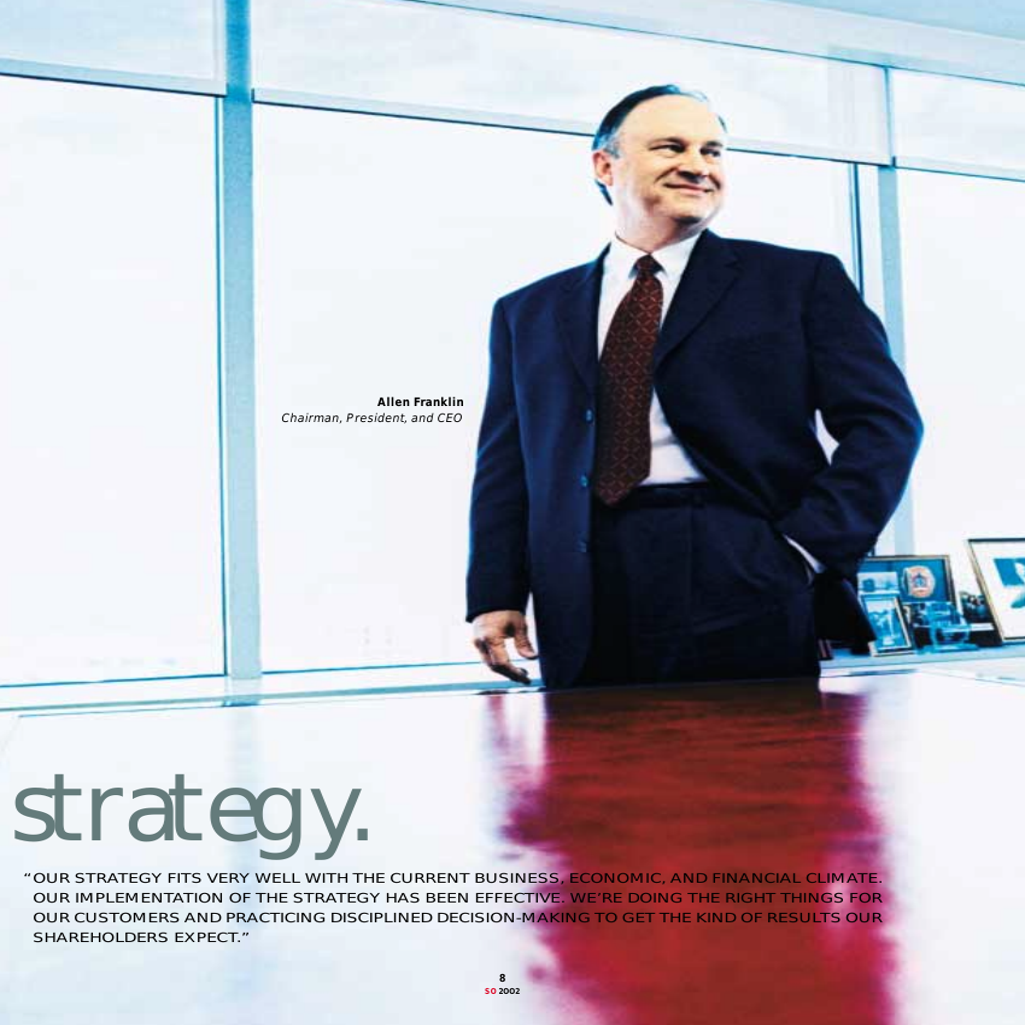 Allen Franklin
Chairman, President, and CEO
strategy.
“OUR STRATEGY FITS VERY WELL WITH THE CURRENT BUSINESS, ECONOMIC, AND FINANCIAL CLIMATE.
OUR IMPLEMENTATION OF THE STRATEGY HAS BEEN EFFECTIVE. WE’RE DOING THE RIGHT THINGS FOR
OUR CUSTOMERS AND PRACTICING DISCIPLINED DECISION-MAKING TO GET THE KIND OF RESULTS OUR
SHAREHOLDERS EXPECT.”
8
SO 2002